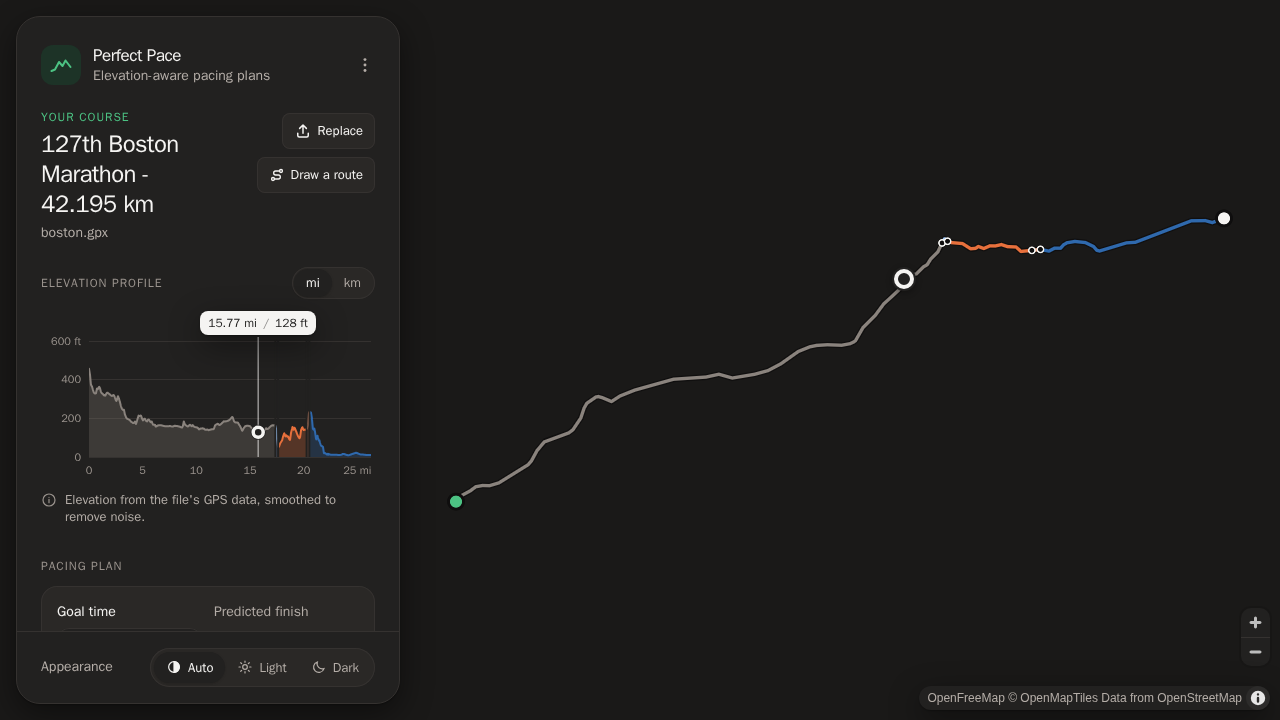 Perfect Pace
Elevation-aware pacing plans
YOUR COURSE
127th Boston
Marathon -
42.195 km
boston.gpx
Replace
Draw a route
ELEVATION PROFILE
mi
km
15.77 mi / 128 ft
600 ft
400
200
0
0 5 10 15 20 25 mi
Elevation from the file's GPS data, smoothed to
remove noise.
PACING PLAN
Goal time
Predicted finish
Appearance
Auto
Light
Dark
OpenFreeMap © OpenMapTiles Data from OpenStreetMap